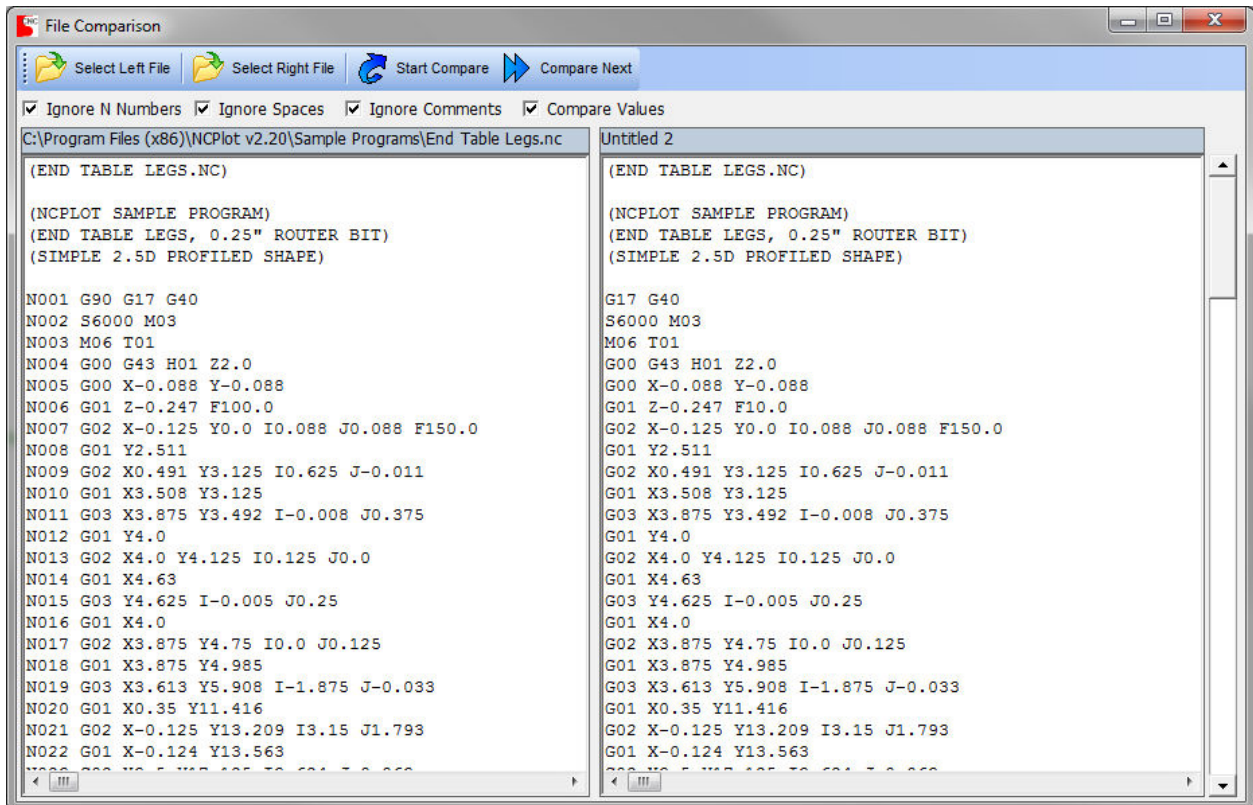 File Comparison
Select Left File Select Right File Start Compare Compare Next
Ignore N Numbers Ignore Spaces Ignore Comments Compare Values
C:\Program Files (x86)\NCPlot v2.20\Sample Programs\End Table Legs.nc
(END TABLE LEGS.NC)
(NCPLOT SAMPLE PROGRAM)
(END TABLE LEGS, 0.25" ROUTER BIT)
(SIMPLE 2.5D PROFILED SHAPE)
N001 G90 G17 G40
N002 S6000 M03
N003 M06 T01
N004 G00 G43 H01 Z2.0
N005 G00 X-0.088 Y-0.088
N006 G01 Z-0.247 F100.0
N007 G02 X-0.125 Y0.0 I0.088 J0.088 F150.0
N008 G01 Y2.511
N009 G02 X0.491 Y3.125 I0.625 J-0.011
N010 G01 X3.508 Y3.125
N011 G03 X3.875 Y3.492 I-0.008 J0.375
N012 G01 Y4.0
N013 G02 X4.0 Y4.125 I0.125 J0.0
N014 G01 X4.63
N015 G03 Y4.625 I-0.005 J0.25
N016 G01 X4.0
N017 G02 X3.875 Y4.75 I0.0 J0.125
N018 G01 X3.875 Y4.985
N019 G03 X3.613 Y5.908 I-1.875 J-0.033
N020 G01 X0.35 Y11.416
N021 G02 X-0.125 Y13.209 I3.15 J1.793
N022 G01 X-0.124 Y13.563
Untitled 2
(END TABLE LEGS.NC)
(NCPLOT SAMPLE PROGRAM)
(END TABLE LEGS, 0.25" ROUTER BIT)
(SIMPLE 2.5D PROFILED SHAPE)
G17 G40
S6000 M03
M06 T01
G00 G43 H01 Z2.0
G00 X-0.088 Y-0.088
G01 Z-0.247 F10.0
G02 X-0.125 Y0.0 I0.088 J0.088 F150.0
G01 Y2.511
G02 X0.491 Y3.125 I0.625 J-0.011
G01 X3.508 Y3.125
G03 X3.875 Y3.492 I-0.008 J0.375
G01 Y4.0
G02 X4.0 Y4.125 I0.125 J0.0
G01 X4.63
G03 Y4.625 I-0.005 J0.25
G01 X4.0
G02 X3.875 Y4.75 I0.0 J0.125
G01 X3.875 Y4.985
G03 X3.613 Y5.908 I-1.875 J-0.033
G01 X0.35 Y11.416
G02 X-0.125 Y13.209 I3.15 J1.793
G01 X-0.124 Y13.563